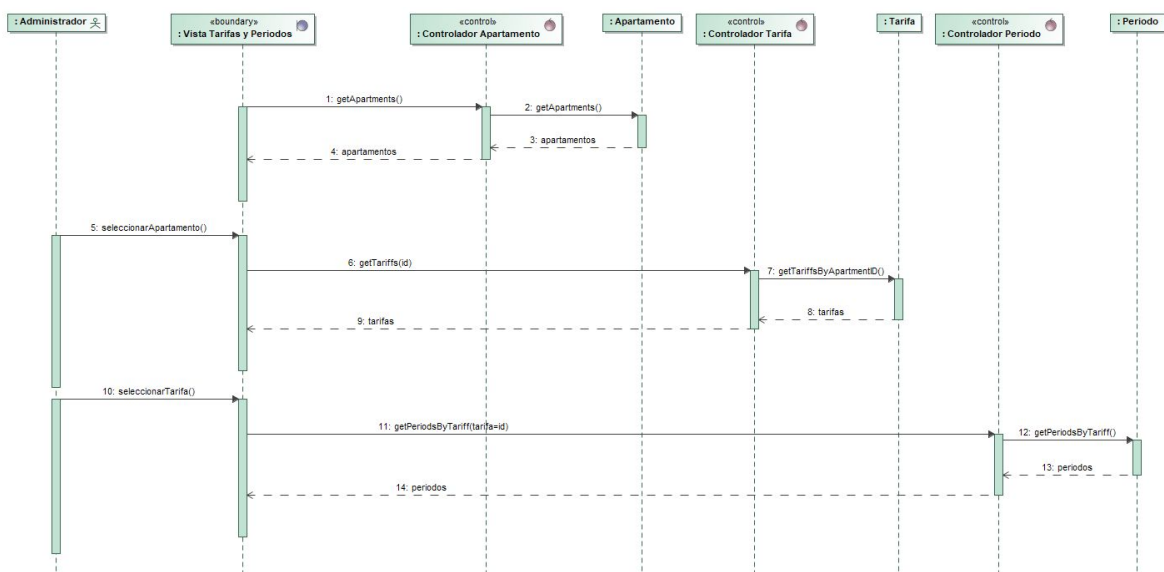 : Administrador
«boundary»
: Vista Tarifas y Periodos
«control»
: Controlador Apartamento
: Apartamento
«control»
: Controlador Tarifa
: Tarifa
«control»
: Controlador Periodo
: Periodo
1: getApartments()
2: getApartments()
3: apartamentos
4: apartamentos
5: seleccionarApartamento()
6: getTariffs(id)
7: getTariffsByApartmentID()
8: tarifas
9: tarifas
10: seleccionarTarifa()
11: getPeriodsByTariff(tarifa=id)
12: getPeriodsByTariff()
13: periodos
14: periodos